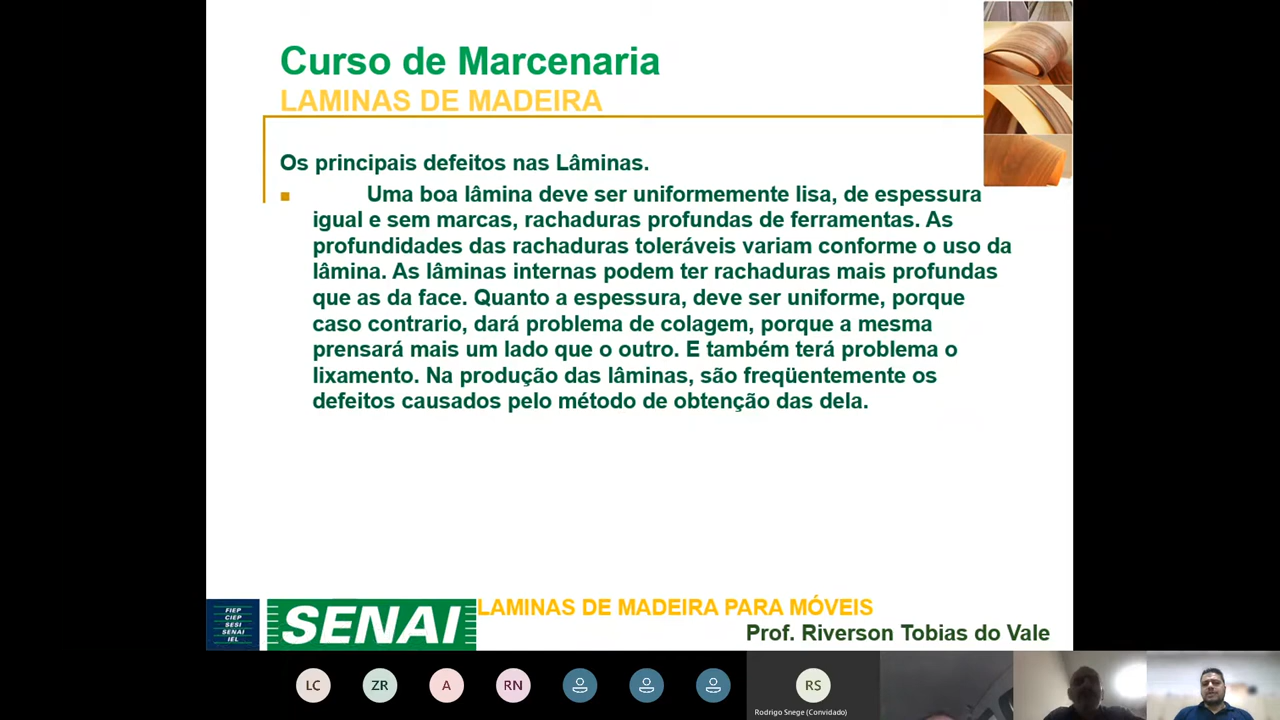 Curso de Marcenaria
LAMINAS DE MADEIRA
Os principais defeitos nas Lâminas.
Uma boa lâmina deve ser uniformemente lisa, de espessura
igual e sem marcas, rachaduras profundas de ferramentas. As
profundidades das rachaduras toleráveis variam conforme o uso da
lâmina. As lâminas internas podem ter rachaduras mais profundas
que as da face. Quanto a espessura, deve ser uniforme, porque
caso contrario, dará problema de colagem, porque a mesma
prensará mais um lado que o outro. E também terá problema o
lixamento. Na produção das lâminas, são freqüentemente os
defeitos causados pelo método de obtenção das dela.
FIEP
CIEP
SESI
SENAI
IEL
SENAI
LAMINAS DE MADEIRA PARA MÓVEIS
Prof. Riverson Tobias do Vale
LC
ZR
A
RN
RS
Rodrigo Snege (Convidado)